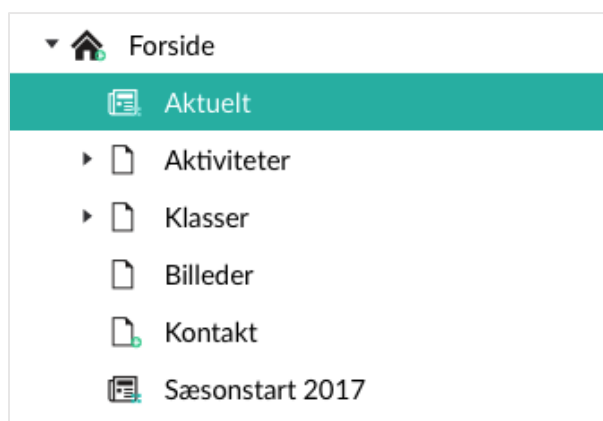 Forside
Aktuelt
Aktiviteter
Klasser
Billeder
Kontakt
Sæsonstart 2017